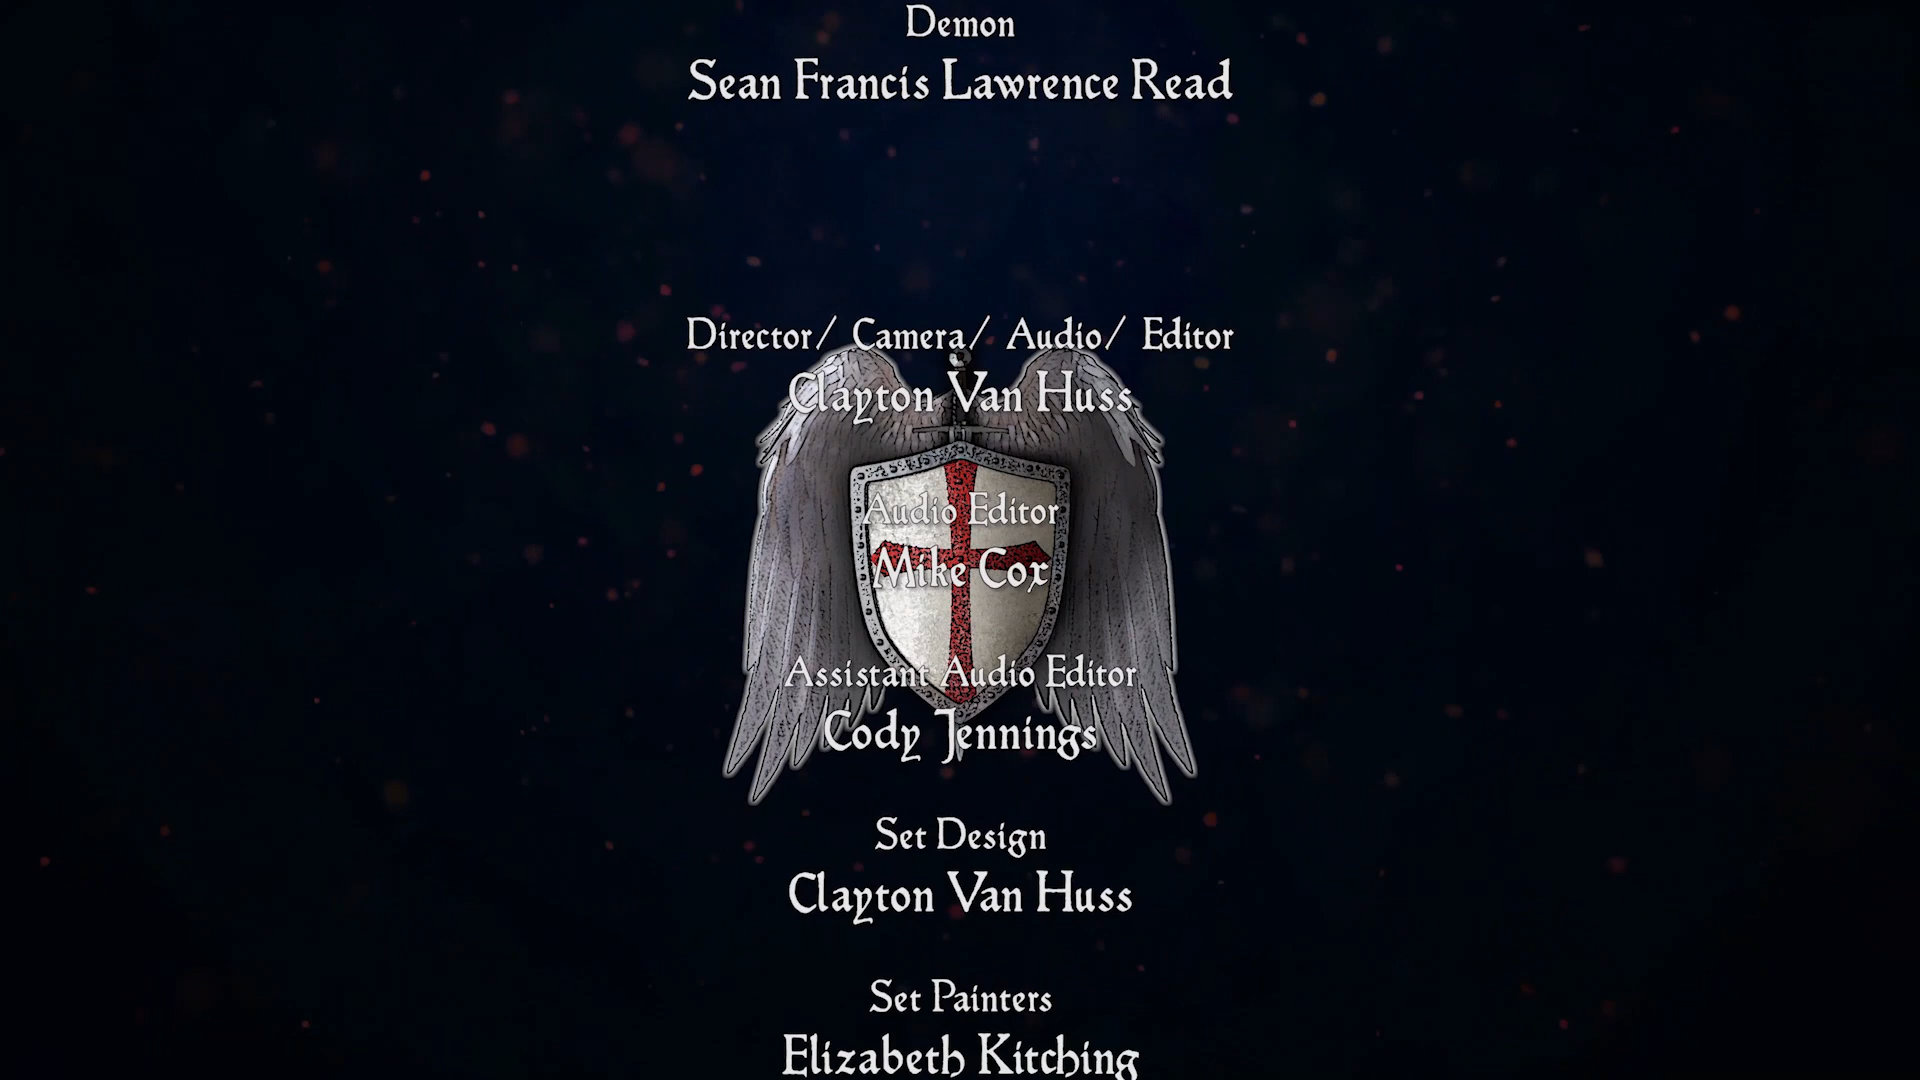 Demon
Sean Francis Lawrence Read
Director/ Camera/ Audio/ Editor
Clayton Van Huss
Audio Editor
Mike Cox
Assistant Audio Editor
Cody Jennings
Set Design
Clayton Van Huss
Set Painters
Elizabeth Kitching